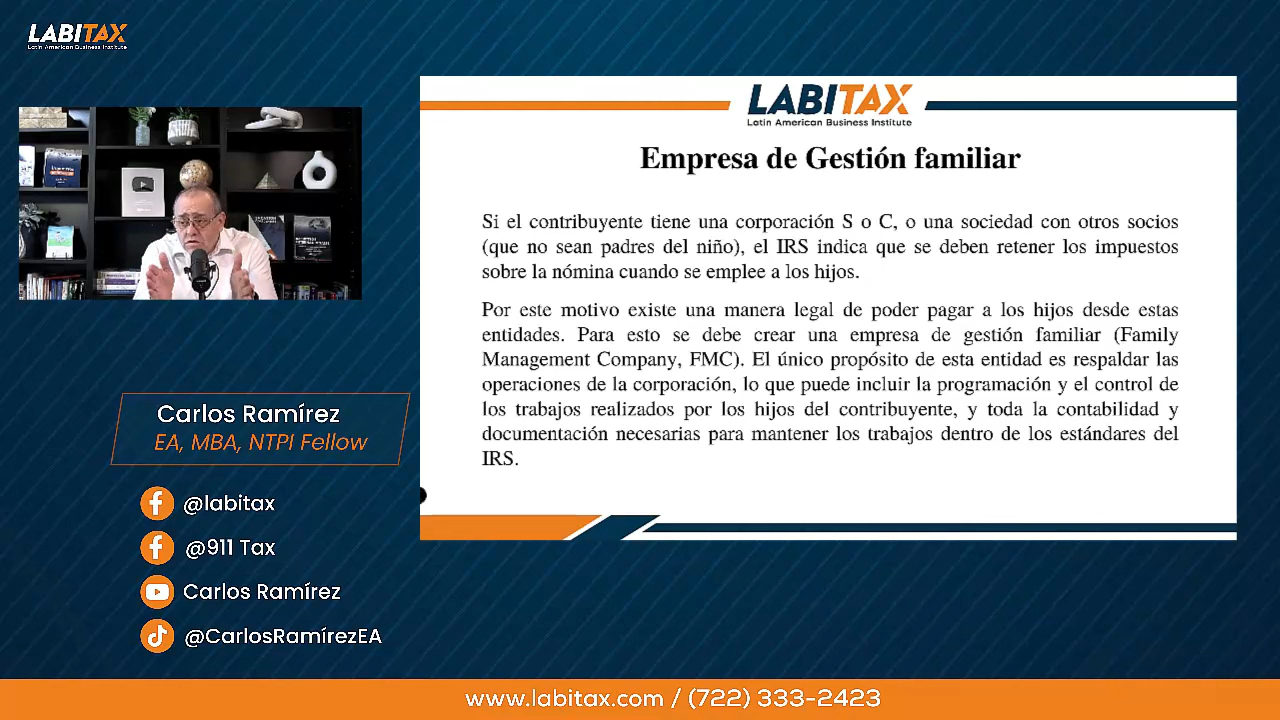 LABITAX
Latin American Business Institute
LABITAX
Latin American Business Institute
Empresa de Gestión familiar
Si el contribuyente tiene una corporación S o C, o una sociedad con otros socios
(que no sean padres del niño), el IRS indica que se deben retener los impuestos
sobre la nómina cuando se emplee a los hijos.
Por este motivo existe una manera legal de poder pagar a los hijos desde estas
entidades. Para esto se debe crear una empresa de gestión familiar (Family
Management Company, FMC). El único propósito de esta entidad es respaldar las
operaciones de la corporación, lo que puede incluir la programación y el control de
los trabajos realizados por los hijos del contribuyente, y toda la contabilidad y
documentación necesarias para mantener los trabajos dentro de los estándares del
IRS.
Carlos Ramírez
EA, MBA, NTPI Fellow
@labitax
@911 Tax
Carlos Ramírez
@CarlosRamírezEA
www.labitax.com / (722) 333-2423